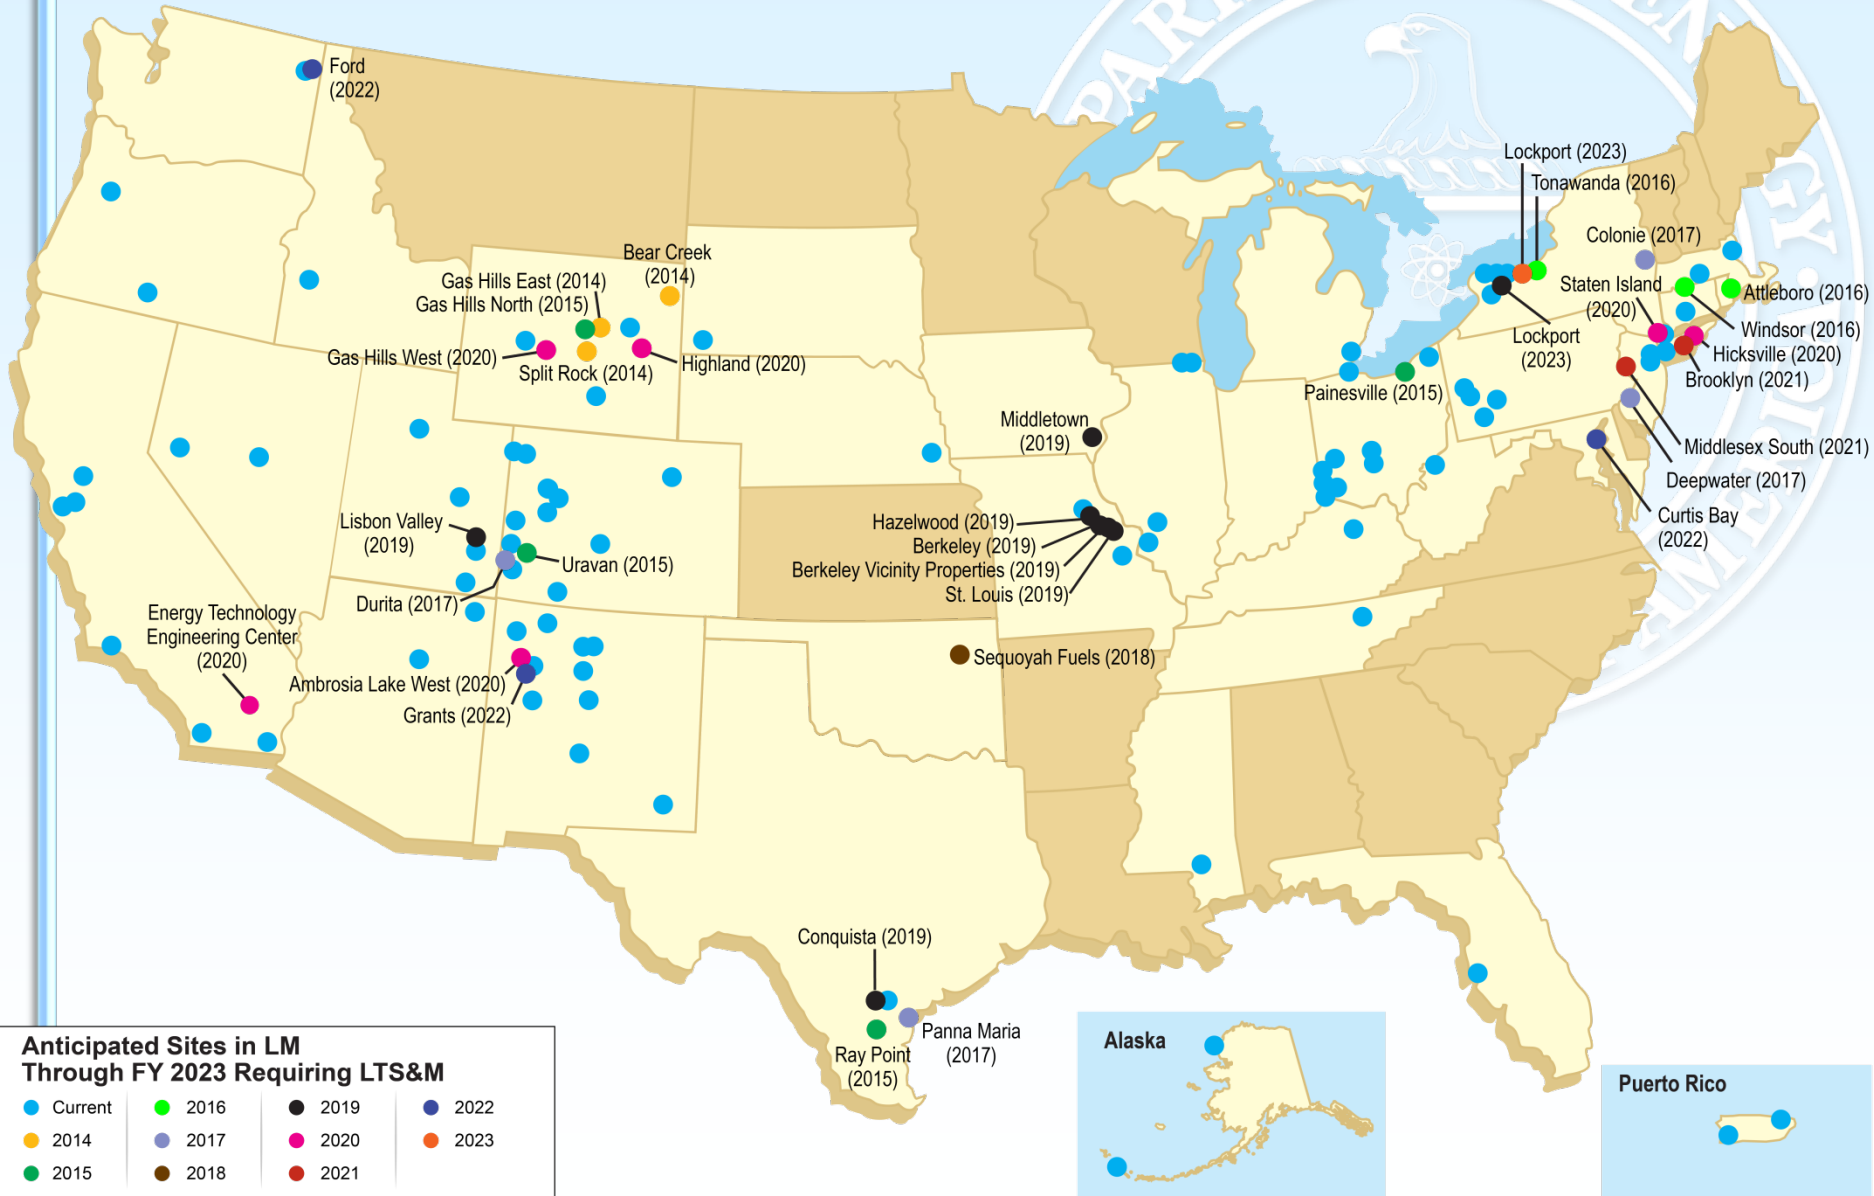 Ford
(2022)
Bear Creek
(2014)
Gas Hills East (2014)
Gas Hills North (2015)
Gas Hills West (2020)
Split Rock (2014)
Highland (2020)
Lockport (2023)
Tonawanda (2016)
Colonie (2017)
Staten Island
(2020)
Attleboro (2016)
Windsor (2016)
Hicksville (2020)
Brooklyn (2021)
Lockport
(2023)
Painesville (2015)
Middlesex South (2021)
Deepwater (2017)
Curtis Bay
(2022)
Middletown
(2019)
Hazelwood (2019)
Berkeley (2019)
Berkeley Vicinity Properties (2019)
St. Louis (2019)
Lisbon Valley
(2019)
Uravan (2015)
Durita (2017)
Energy Technology
Engineering Center
(2020)
Ambrosia Lake West (2020)
Grants (2022)
Sequoyah Fuels (2018)
Conquista (2019)
Panna Maria
(2017)
Ray Point
(2015)
Alaska
Puerto Rico
Anticipated Sites in LM
Through FY 2023 Requiring LTS&M
Current
2014
2015
2016
2017
2018
2019
2020
2021
2022
2023